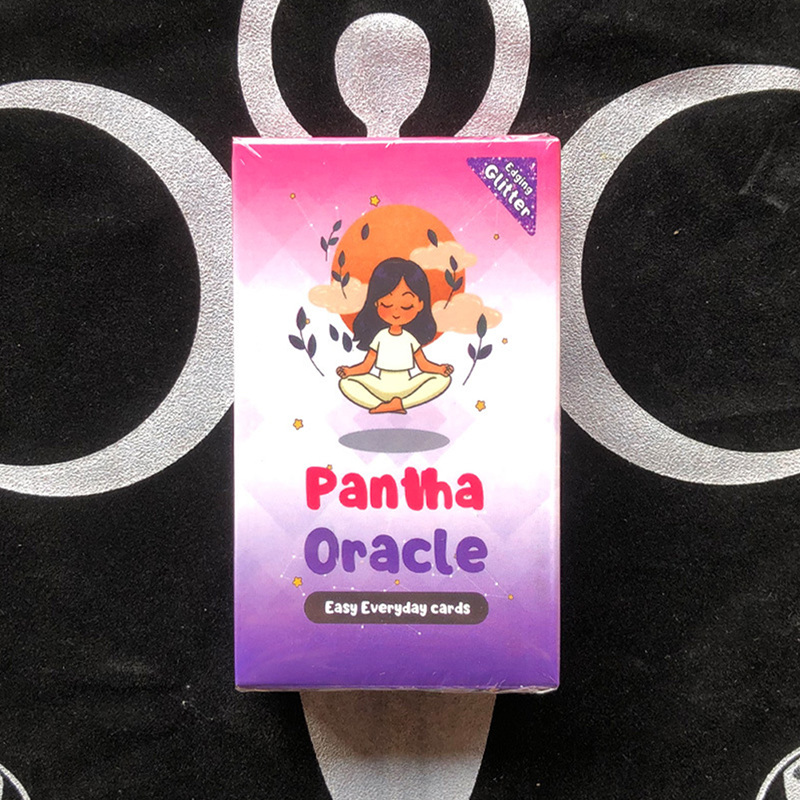 Edging
Glitter
Pantha
Oracle
Easy Everyday cards